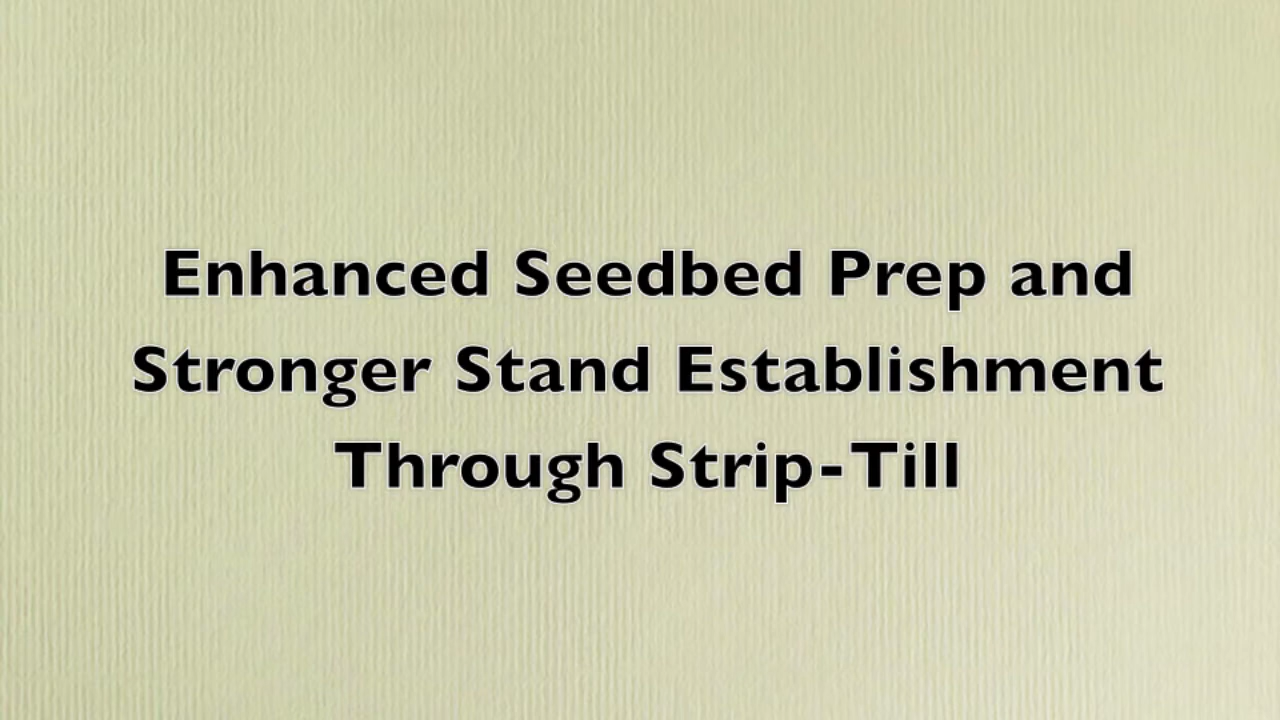 Enhanced Seedbed Prep and
Stronger Stand Establishment
Through Strip-Till